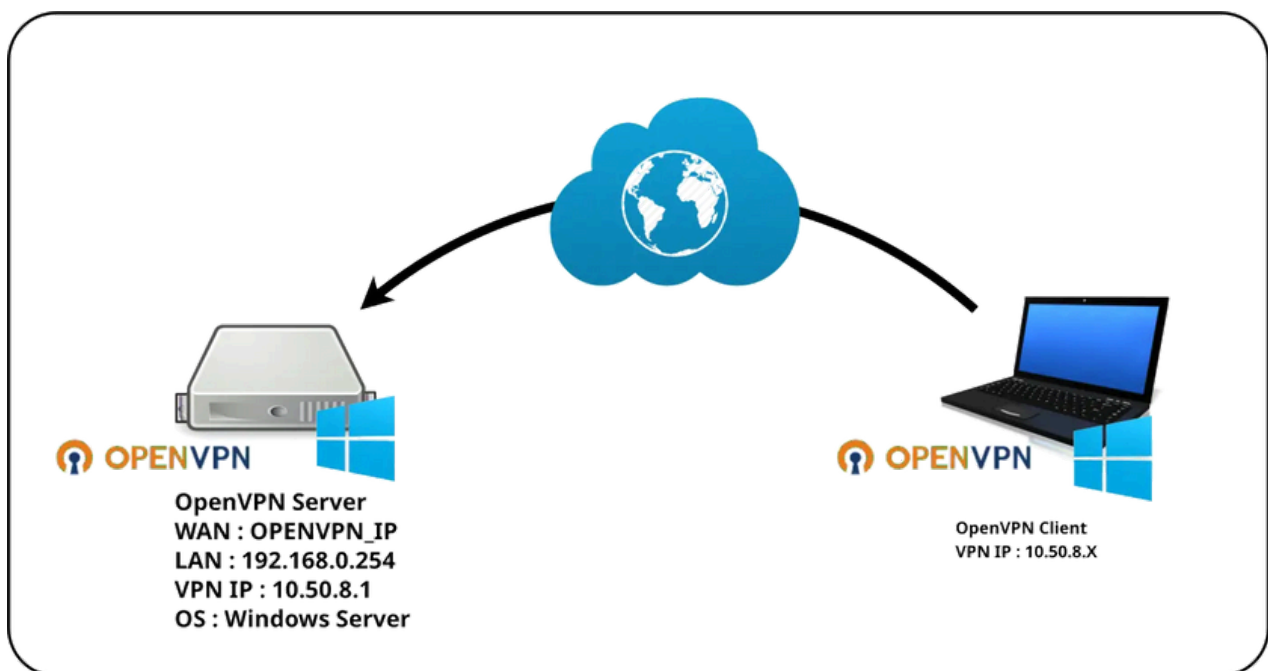 OPENVPN
OpenVPN Server
WAN : OPENVPN_IP
LAN : 192.168.0.254
VPN IP : 10.50.8.1
OS : Windows Server
OPENVPN
OpenVPN Client
VPN IP : 10.50.8.X